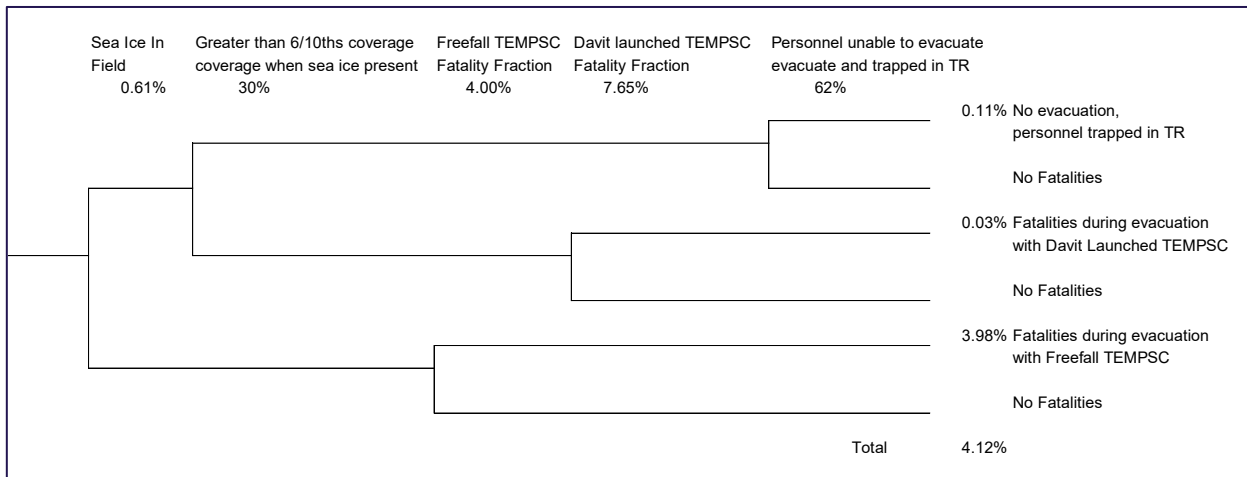 Sea Ice In
Field
0.61%
Greater than 6/10ths coverage
coverage when sea ice present
30%
Freefall TEMPSC
Fatality Fraction
4.00%
Davit launched TEMPSC
Fatality Fraction
7.65%
Personnel unable to evacuate
evacuate and trapped in TR
62%
0.11% No evacuation,
personnel trapped in TR
No Fatalities
0.03% Fatalities during evacuation
with Davit Launched TEMPSC
No Fatalities
3.98% Fatalities during evacuation
with Freefall TEMPSC
No Fatalities
Total 4.12%